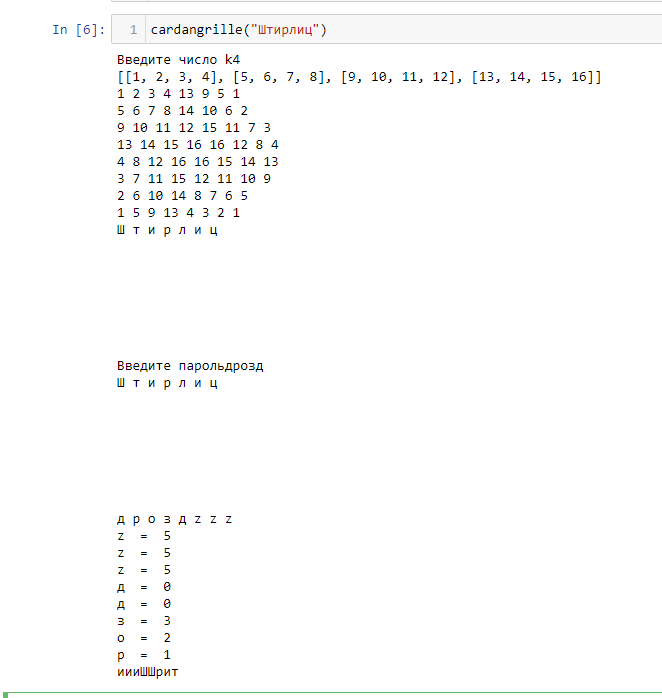 In [6]: 1 cardangrille("Штирлиц")
Введите число k4
[[1, 2, 3, 4], [5, 6, 7, 8], [9, 10, 11, 12], [13, 14, 15, 16]]
1 2 3 4 13 9 5 1
5 6 7 8 14 10 6 2
9 10 11 12 15 11 7 3
13 14 15 16 16 12 8 4
4 8 12 16 16 15 14 13
3 7 11 15 12 11 10 9
2 6 10 14 8 7 6 5
1 5 9 13 4 3 2 1
Ш т и р л и ц
Введите парольдрозд
Ш т и р л и ц
д р о з д z z z
z = 5
z = 5
z = 5
д = 0
д = 0
з = 3
о = 2
р = 1
иииШШрит